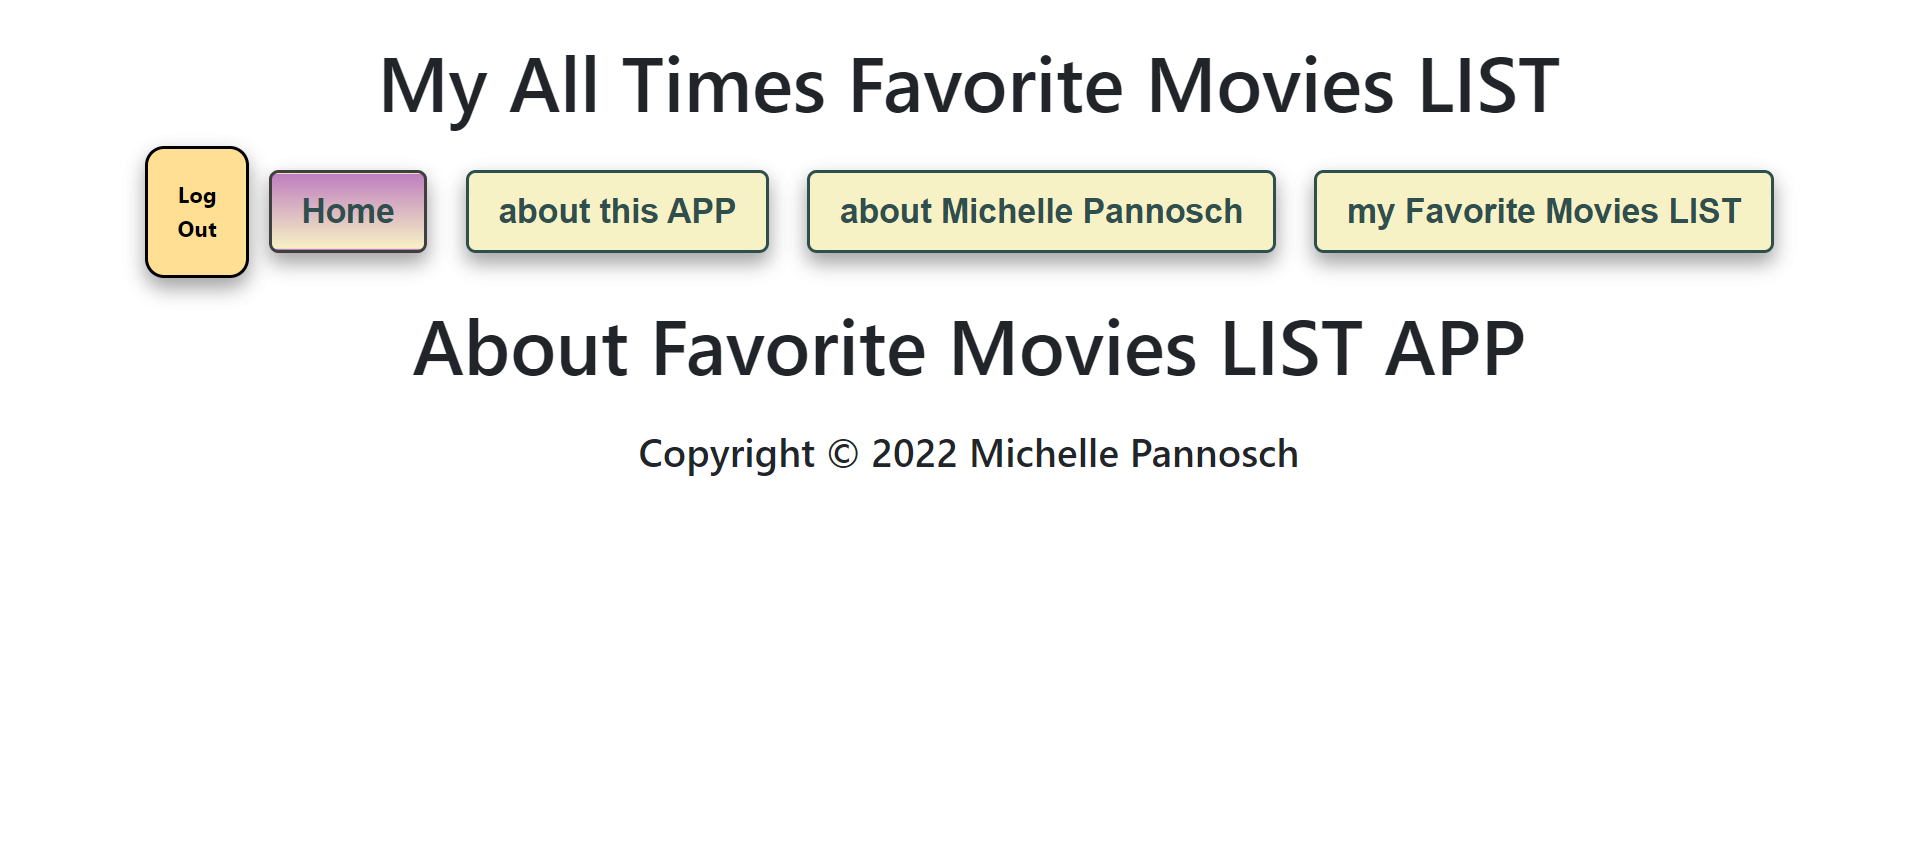 My All Times Favorite Movies LIST
Log
Out
Home
about this APP
about Michelle Pannosch
my Favorite Movies LIST
About Favorite Movies LIST APP
Copyright © 2022 Michelle Pannosch